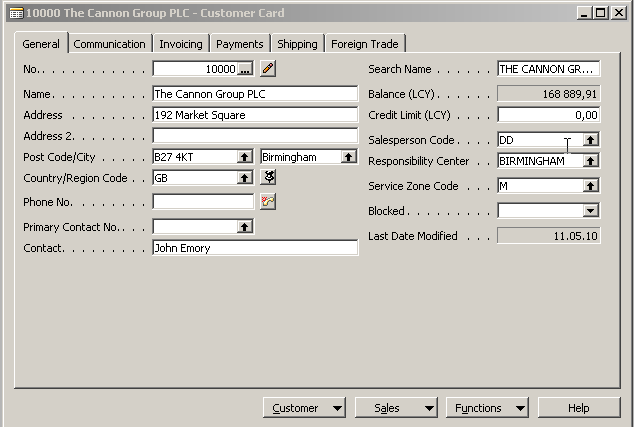 10000 The Cannon Group PLC - Customer Card
General Communication Invoicing Payments Shipping Foreign Trade
No. . . . . . . . . . . 10000 ...
Name. . . . . . . . . . The Cannon Group PLC
Address . . . . . . . . 192 Market Square
Address 2. . . . . . . .
Post Code/City . . . . . B27 4KT Birmingham
Country/Region Code . . GB
Phone No. . . . . . . . .
Primary Contact No. . . .
Contact. . . . . . . . . John Emory
Search Name . . . . . . THE CANNON GR...
Balance (LCY) . . . . . . 168 889,91
Credit Limit (LCY) . . . . 0,00
Salesperson Code . . . . DD
Responsibility Center . . BIRMINGHAM
Service Zone Code . . . M
Blocked . . . . . . . . .
Last Date Modified . . . 11.05.10
Customer Sales Functions Help